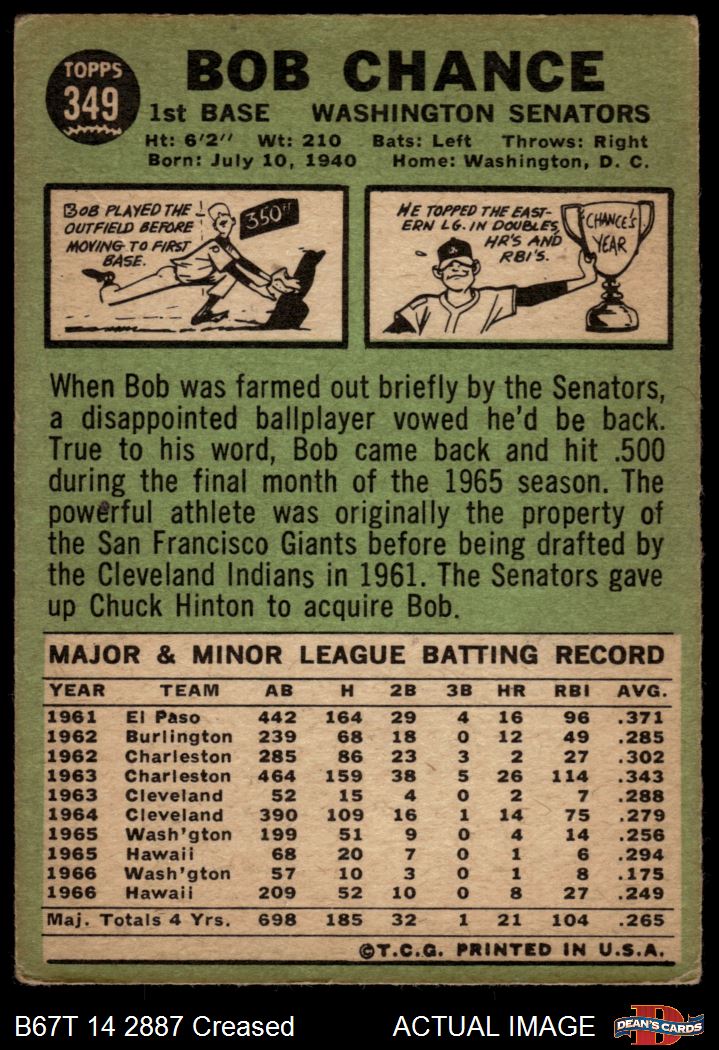 TOPPS
349
BOB CHANCE
1st BASE WASHINGTON SENATORS
Ht: 6'2" Wt: 210 Bats: Left Throws: Right
Born: July 10, 1940 Home: Washington, D. C.
BOB PLAYED THE
OUTFIELD BEFORE
MOVING TO FIRST
BASE.
350FT
HE TOPPED THE EAST-
ERN LG. IN DOUBLES,
HR'S AND
RBI'S.
CHANCE'S
YEAR
When Bob was farmed out briefly by the Senators,
a disappointed ballplayer vowed he'd be back.
True to his word, Bob came back and hit .500
during the final month of the 1965 season. The
powerful athlete was originally the property of
the San Francisco Giants before being drafted by
the Cleveland Indians in 1961. The Senators gave
up Chuck Hinton to acquire Bob.
MAJOR & MINOR LEAGUE BATTING RECORD
YEAR TEAM AB H 2B 3B HR RBI AVG.
1961 El Paso 442 164 29 4 16 96 .371
1962 Burlington 239 68 18 0 12 49 .285
1962 Charleston 285 86 23 3 2 27 .302
1963 Charleston 464 159 38 5 26 114 .343
1963 Cleveland 52 15 4 0 2 7 .288
1964 Cleveland 390 109 16 1 14 75 .279
1965 Wash'gton 199 51 9 0 4 14 .256
1965 Hawaii 68 20 7 0 1 6 .294
1966 Wash'gton 57 10 3 0 1 8 .175
1966 Hawaii 209 52 10 0 8 27 .249
Maj. Totals 4 Yrs. 698 185 32 1 21 104 .265
©T.C.G. PRINTED IN U.S.A.
B67T 14 2887 Creased ACTUAL IMAGE
D
DEAN'S CARDS